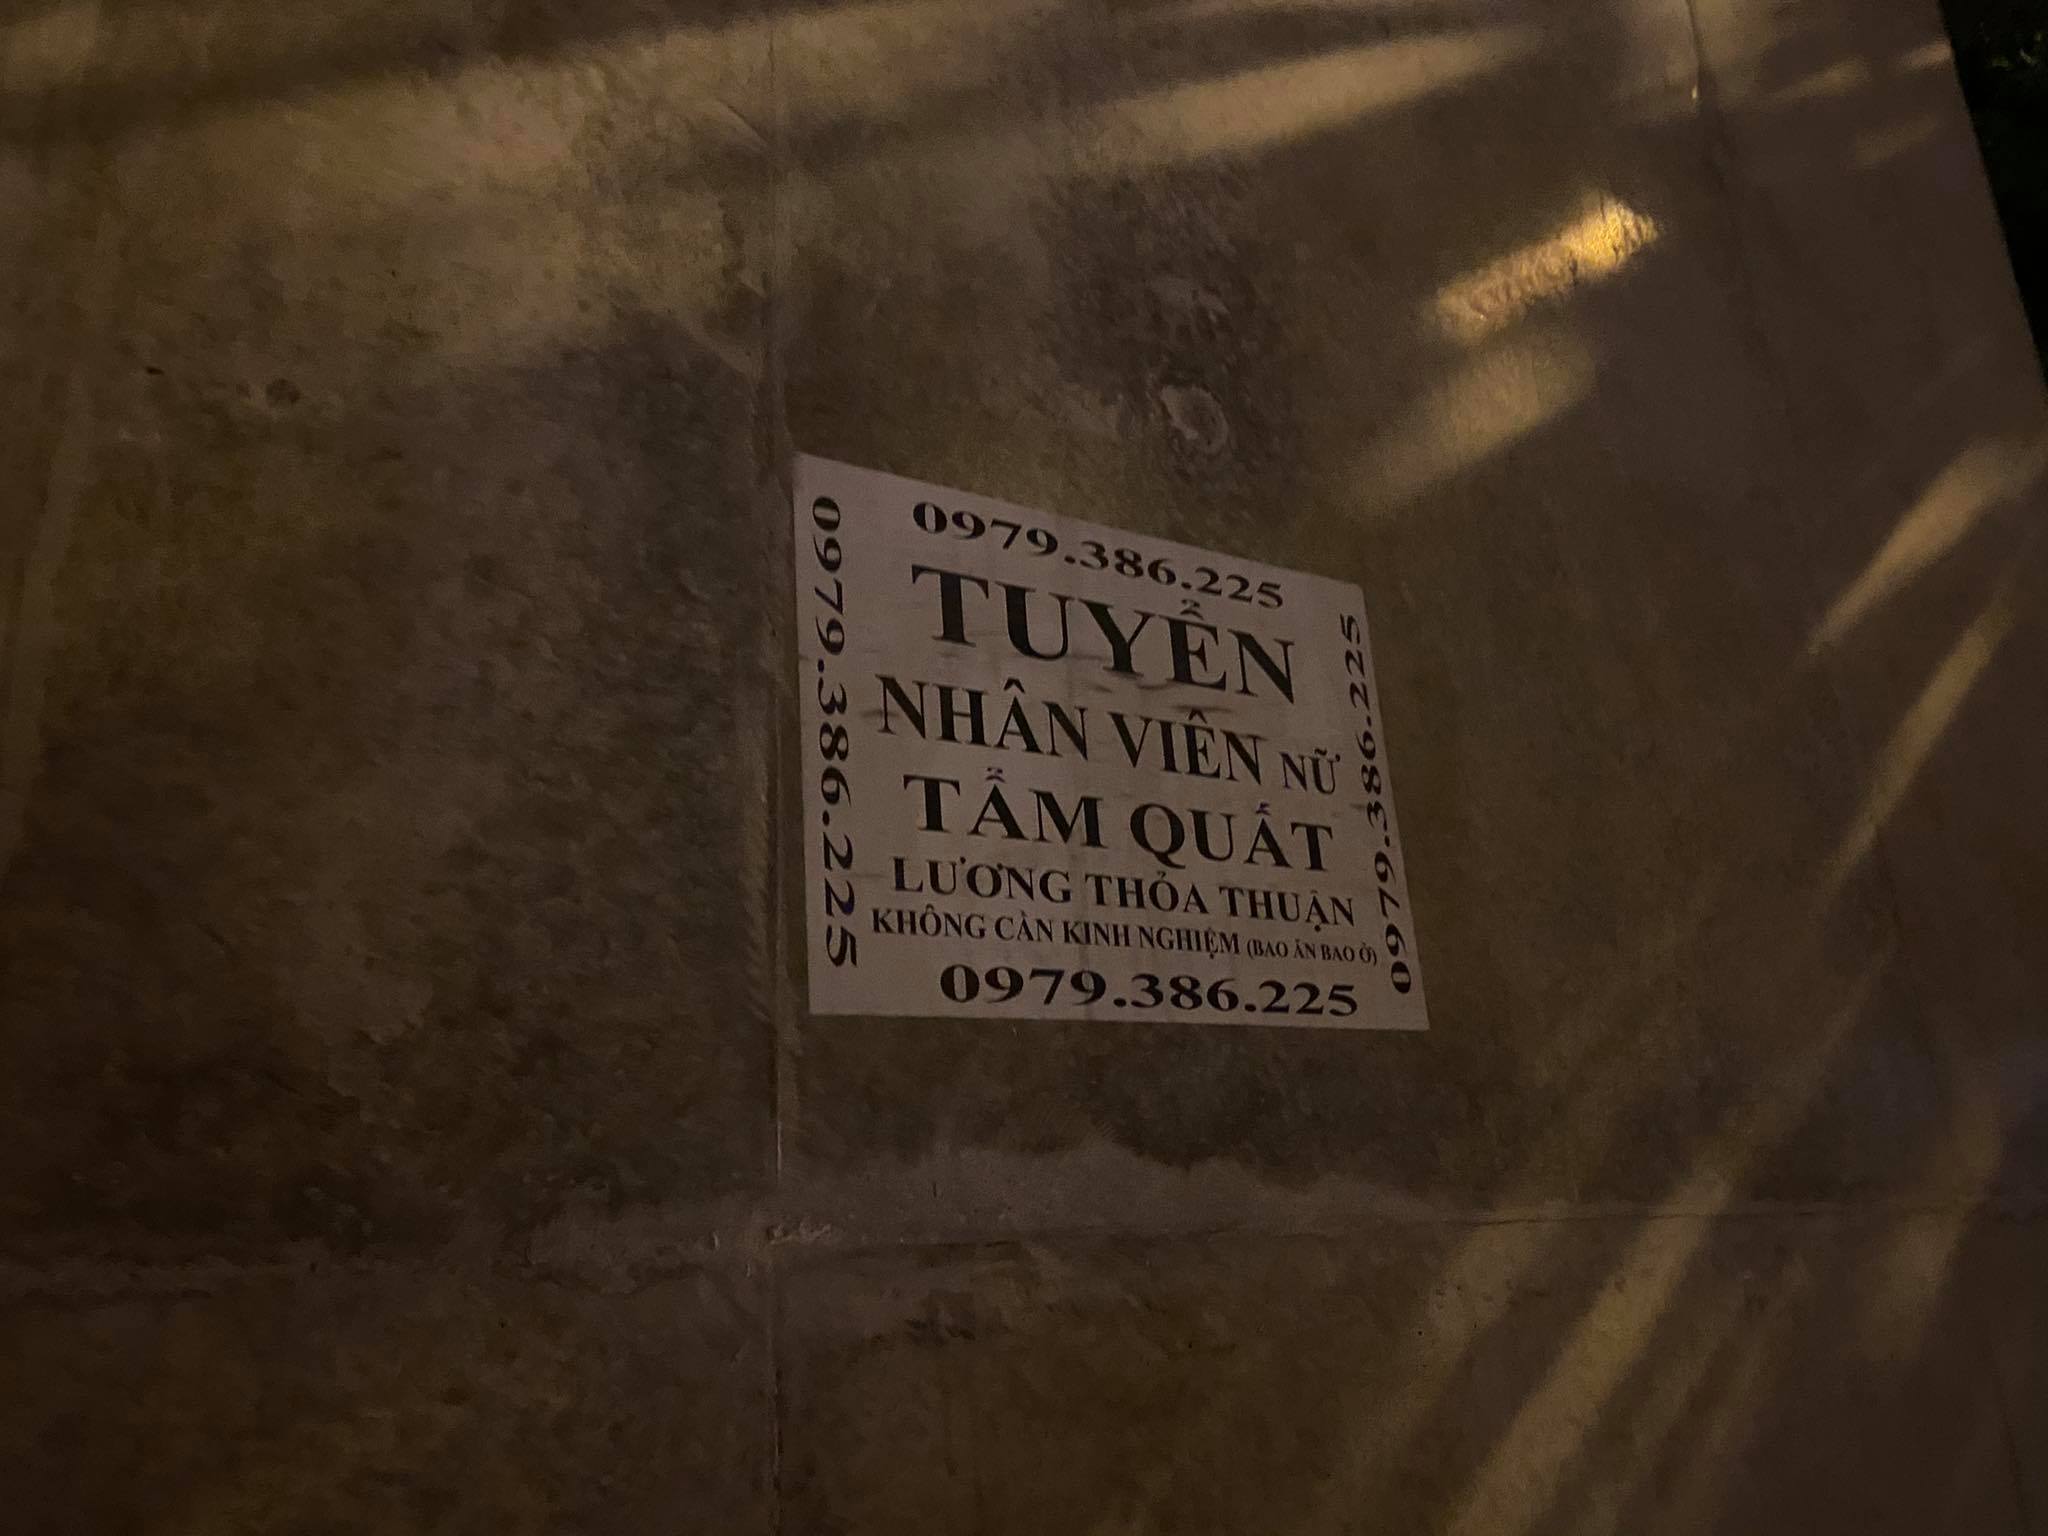 0979.386.225
0979.386.225
TUYỂN
NHÂN VIÊN NỮ
TẨM QUẤT
LƯƠNG THỎA THUẬN
KHÔNG CẦN KINH NGHIỆM (BAO ĂN BAO Ở)
0979.386.225
0979.386.225